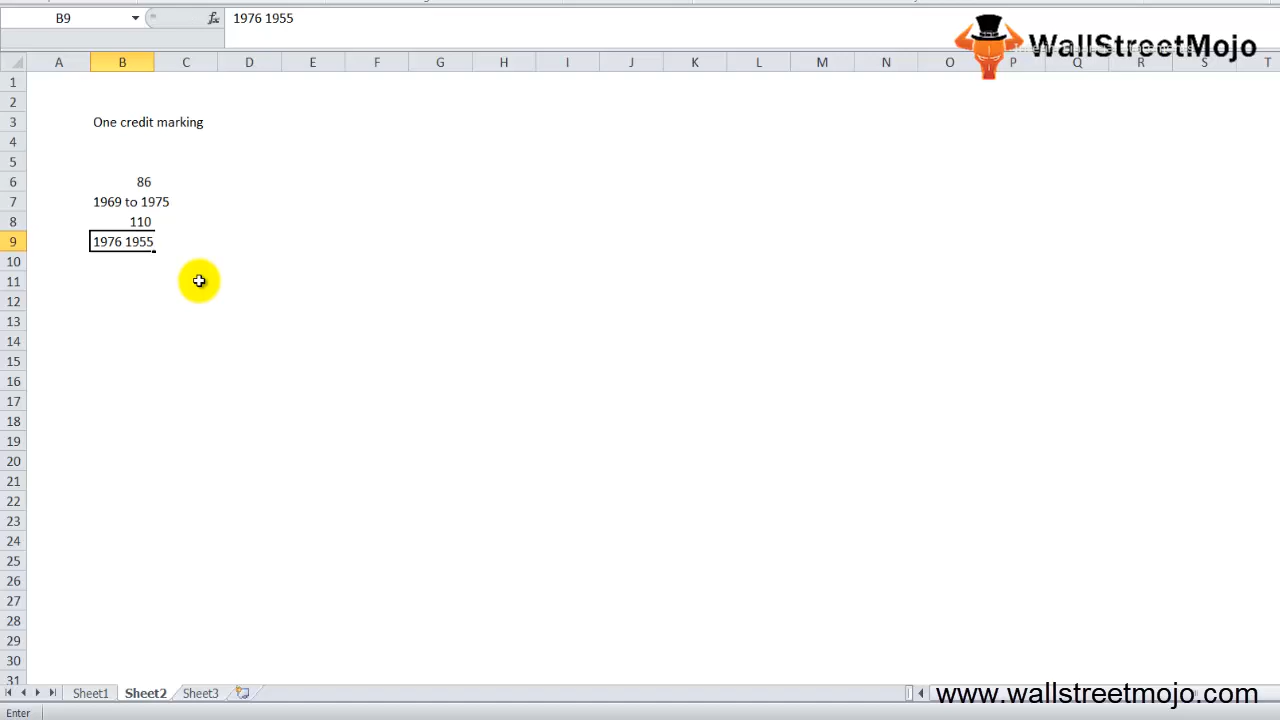 B9
fx
1976 1955
WallStreetMojo
A B C D E F G H I J K L M N O P Q R S T
1
2
3 One credit marking
4
5
6 86
7 1969 to 1975
8 110
9 1976 1955
10
11
12
13
14
15
16
17
18
19
20
21
22
23
24
25
26
27
28
29
30
31
Sheet1 Sheet2 Sheet3
www.wallstreetmojo.com
Enter